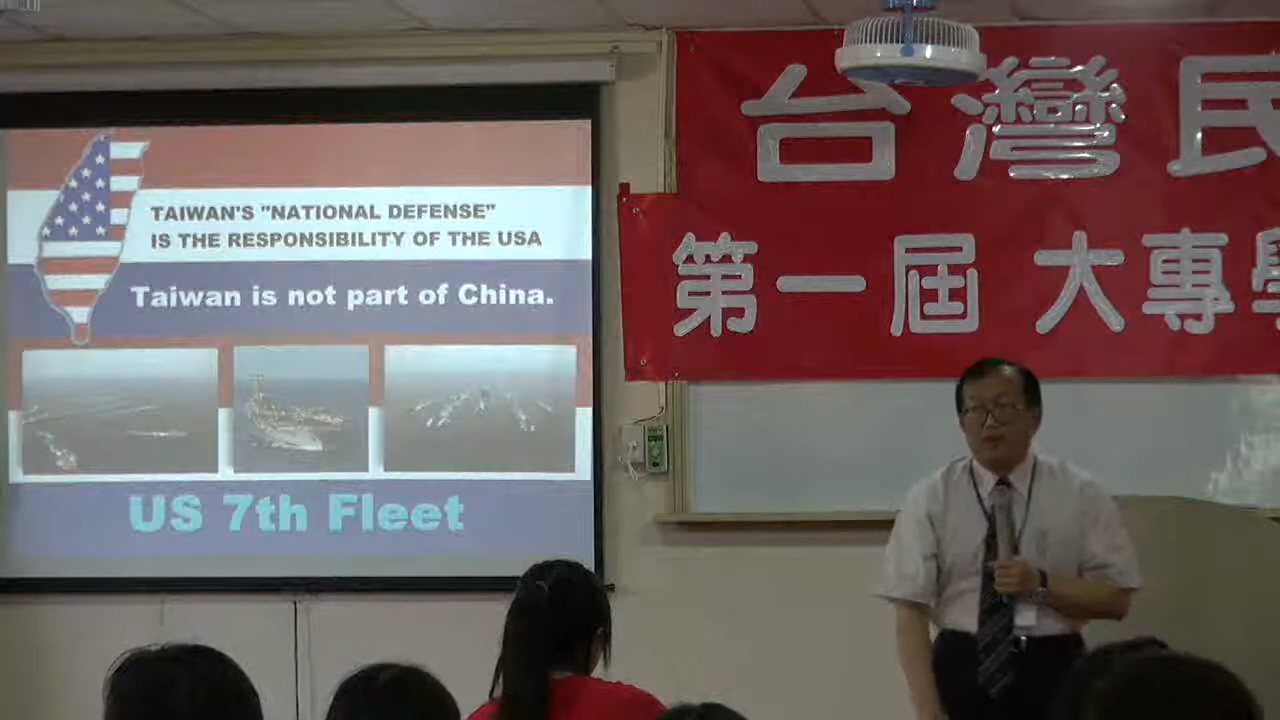 TAIWAN'S "NATIONAL DEFENSE"
IS THE RESPONSIBILITY OF THE USA
Taiwan is not part of China.
US 7th Fleet
台灣民
第一屆 大專學